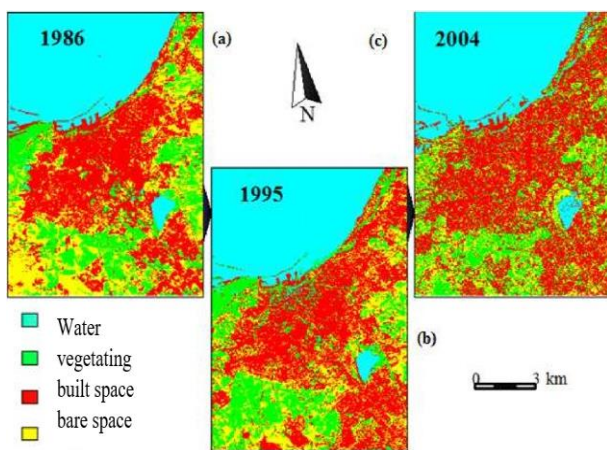 1986
(a)
(c)
2004
N
1995
Water
vegetating
built space
bare space
(b)
0 3 km